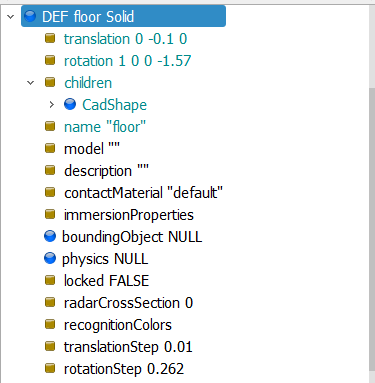 DEF floor Solid
translation 0 -0.1 0
rotation 1 0 0 -1.57
children
CadShape
name "floor"
model ""
description ""
contactMaterial "default"
immersionProperties
boundingObject NULL
physics NULL
locked FALSE
radarCrossSection 0
recognitionColors
translationStep 0.01
rotationStep 0.262